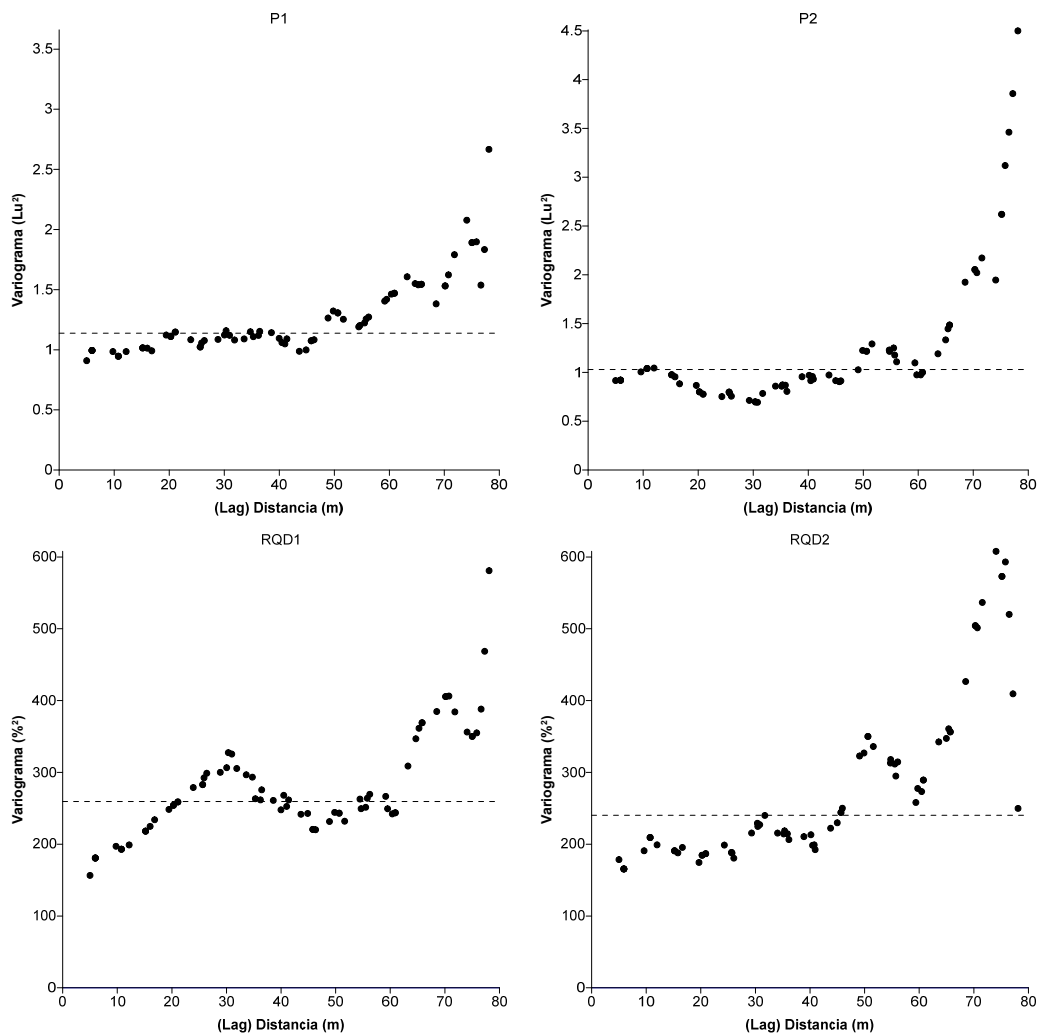 P1
Variograma (Lu²)
3.5
3
2.5
2
1.5
1
0.5
0
0 10 20 30 40 50 60 70 80
(Lag) Distancia (m)
P2
Variograma (Lu²)
4.5
4
3.5
3
2.5
2
1.5
1
0.5
0
0 10 20 30 40 50 60 70 80
(Lag) Distancia (m)
RQD1
Variograma (%²)
600
500
400
300
200
100
0
0 10 20 30 40 50 60 70 80
(Lag) Distancia (m)
RQD2
Variograma (%²)
600
500
400
300
200
100
0
0 10 20 30 40 50 60 70 80
(Lag) Distancia (m)